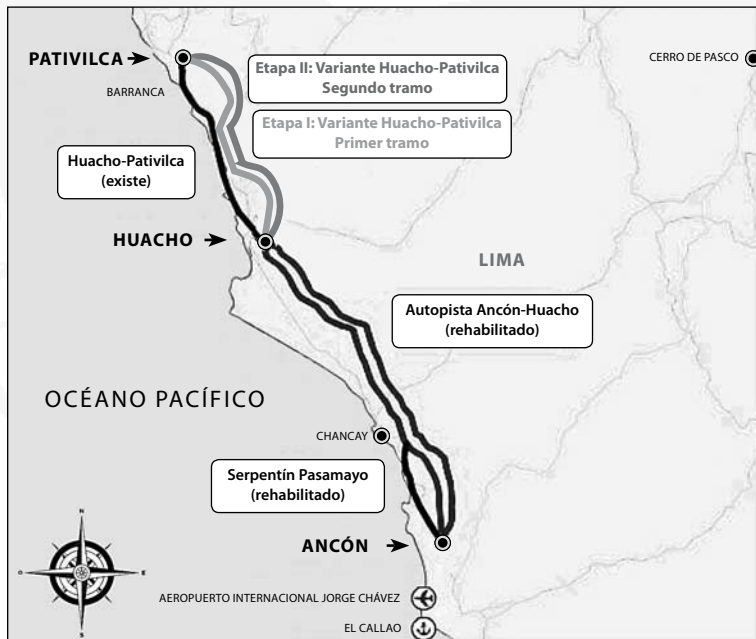 PATIVILCA
BARRANCA
CERRO DE PASCO
Etapa II: Variante Huacho-Pativilca
Segundo tramo
Etapa I: Variante Huacho-Pativilca
Primer tramo
Huacho-Pativilca
(existe)
HUACHO
LIMA
Autopista Ancón-Huacho
(rehabilitado)
OCÉANO PACÍFICO
CHANCAY
Serpentín Pasamayo
(rehabilitado)
ANCÓN
N
O
E
S
AEROPUERTO INTERNACIONAL JORGE CHÁVEZ
EL CALLAO